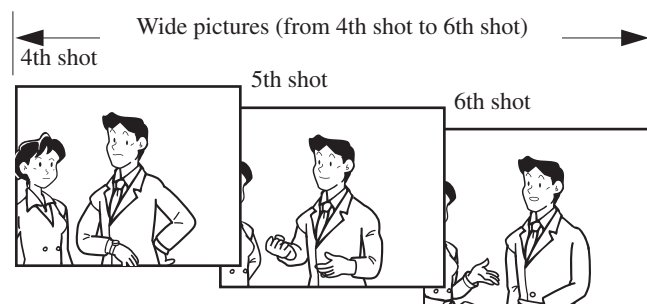 Wide pictures (from 4th shot to 6th shot)
4th shot
5th shot
6th shot